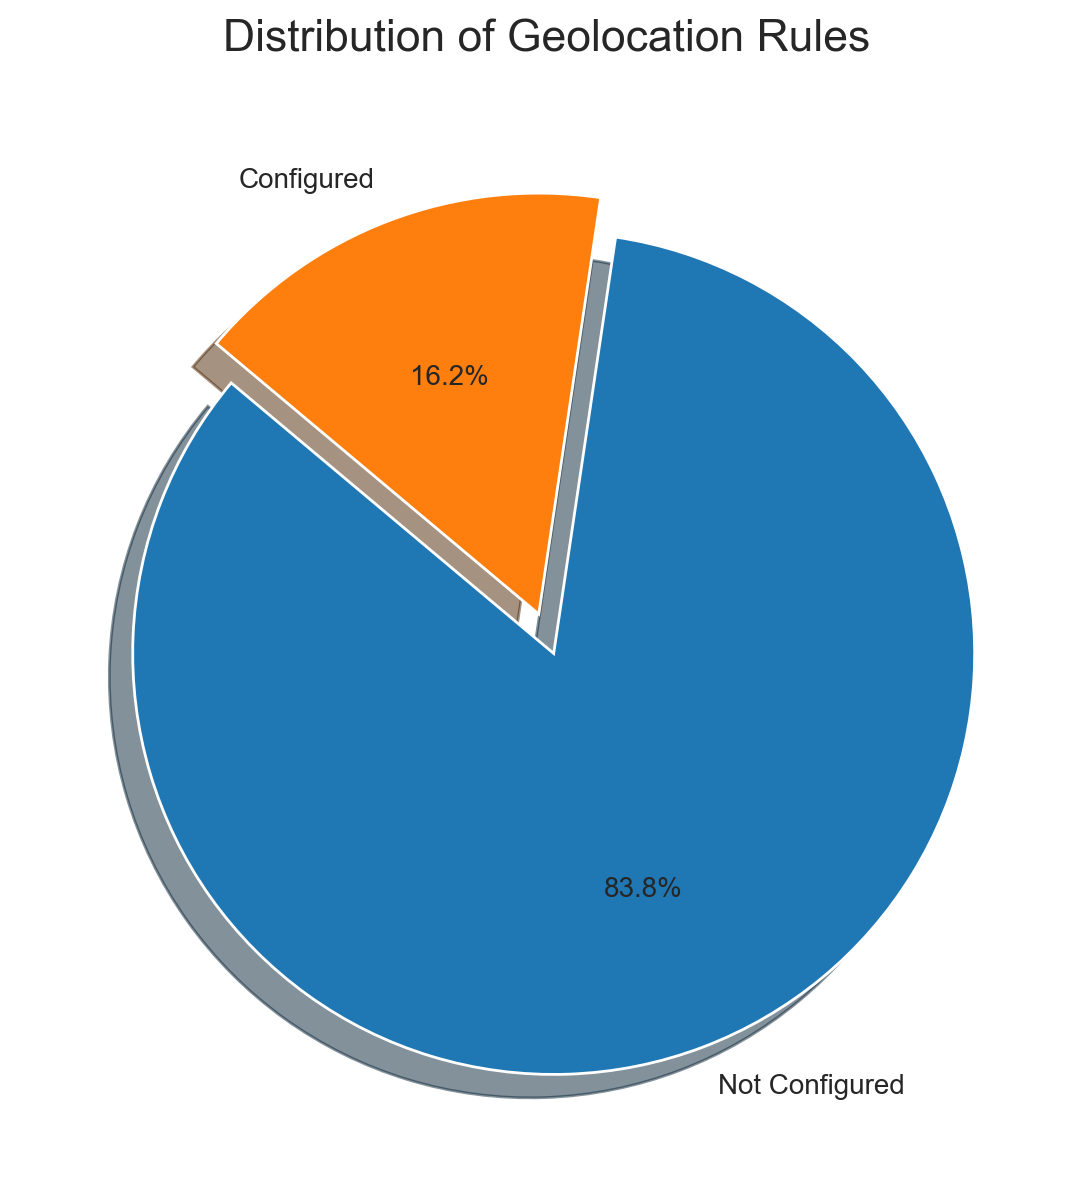 Distribution of Geolocation Rules
Configured
16.2%
83.8%
Not Configured